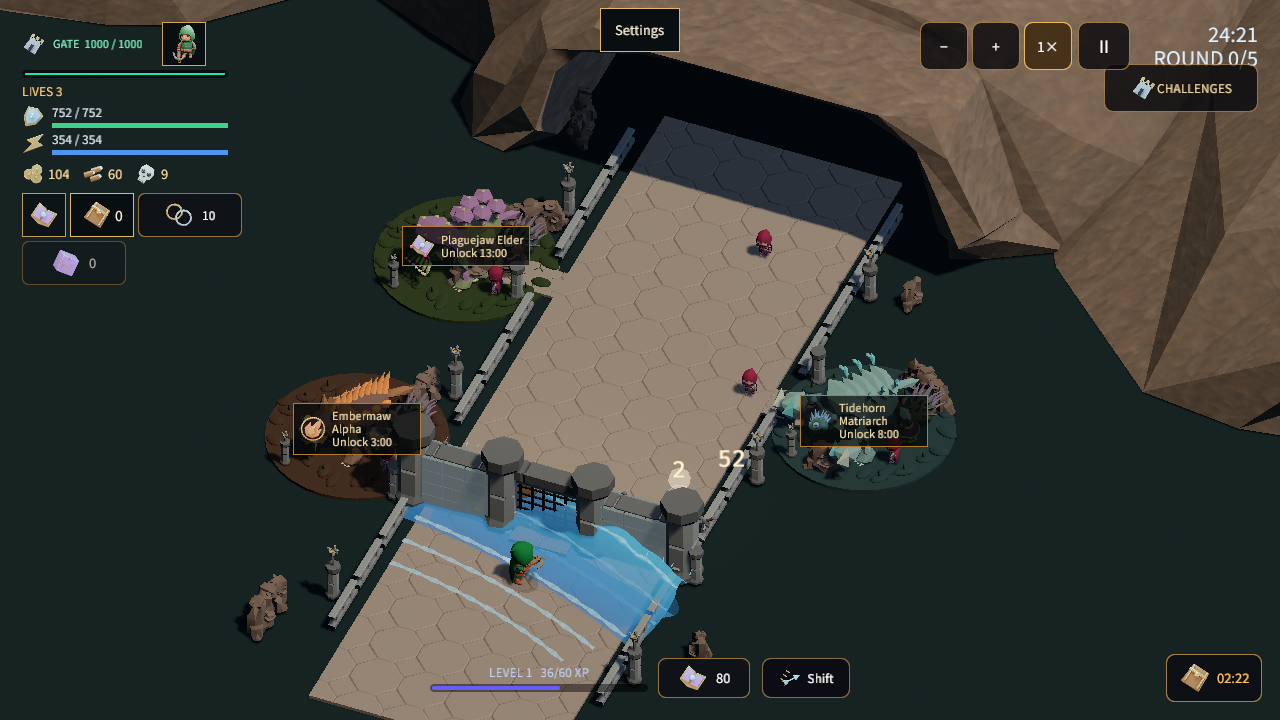 GATE 1000 / 1000
Settings
−
+
1×
24:21
ROUND 0/5
CHALLENGES
LIVES 3
752 / 752
354 / 354
104
60
9
0
10
0
Plaguejaw Elder
Unlock 13:00
Embermaw
Alpha
Unlock 3:00
Tidehorn
Matriarch
Unlock 8:00
2
52
LEVEL 1 36/60 XP
80
Shift
02:22